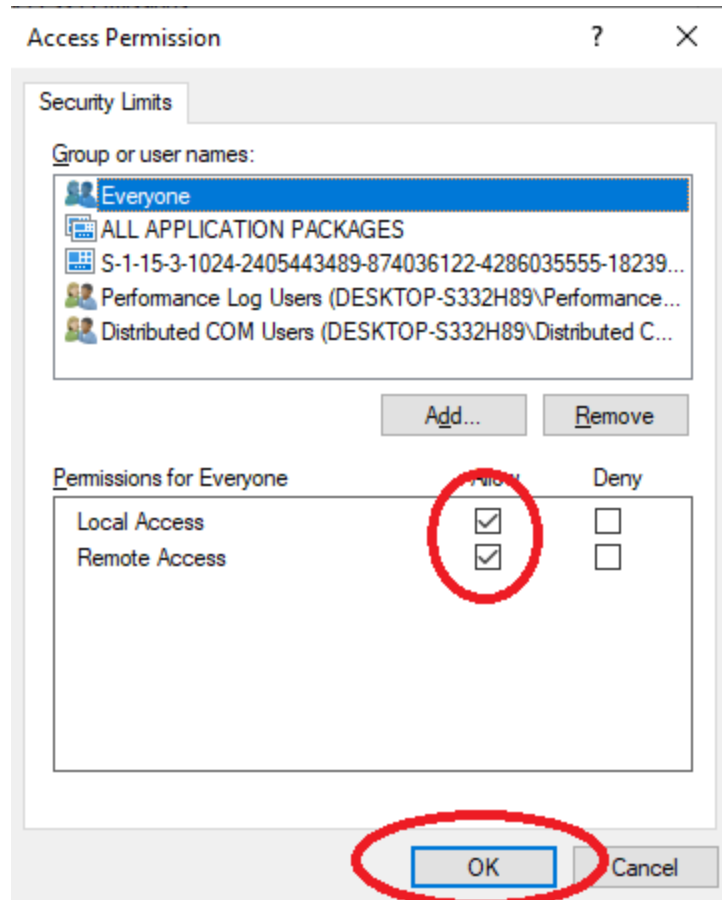 Access Permission
?
Security Limits
Group or user names:
Everyone
ALL APPLICATION PACKAGES
S-1-15-3-1024-2405443489-874036122-4286035555-18239...
Performance Log Users (DESKTOP-S332H89\Performance...
Distributed COM Users (DESKTOP-S332H89\Distributed C...
Add...
Remove
Permissions for Everyone
Allow
Deny
Local Access
Remote Access
OK
Cancel